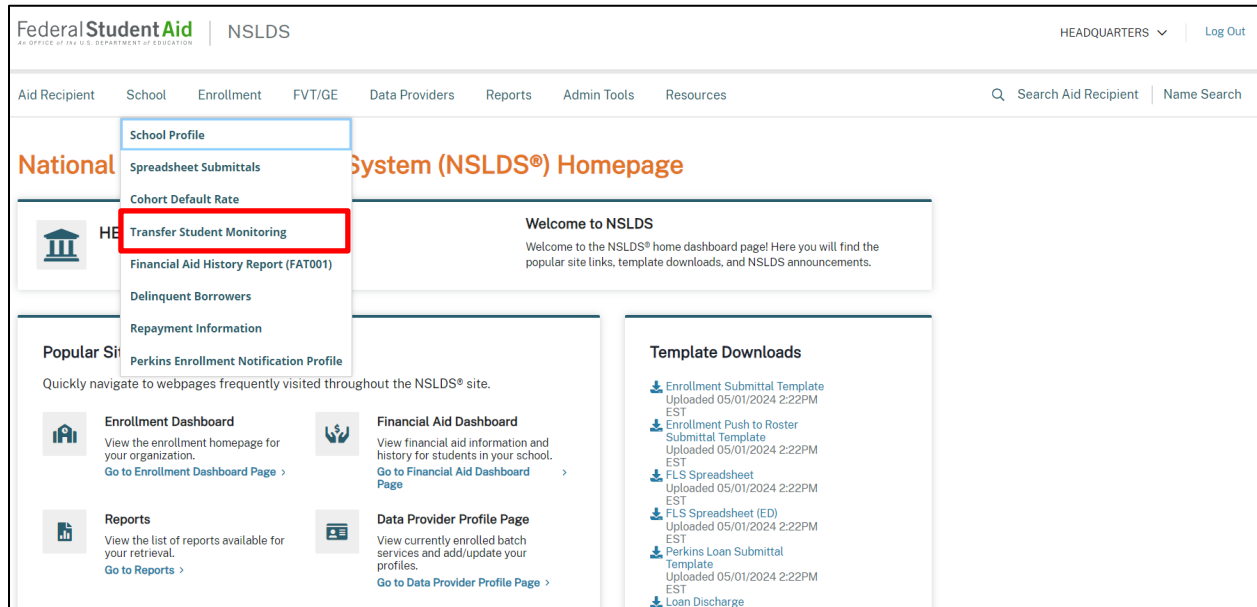 Federal Student Aid | NSLDS
An OFFICE of the U.S. DEPARTMENT of EDUCATION
HEADQUARTERS
Log Out
Aid Recipient
School
Enrollment
FVT/GE
Data Providers
Reports
Admin Tools
Resources
Search Aid Recipient
Name Search
School Profile
Spreadsheet Submittals
Cohort Default Rate
Transfer Student Monitoring
Financial Aid History Report (FAT001)
Delinquent Borrowers
Repayment Information
Perkins Enrollment Notification Profile
National
System (NSLDS®) Homepage
HE
Welcome to NSLDS
Welcome to the NSLDS® home dashboard page! Here you will find the
popular site links, template downloads, and NSLDS announcements.
Popular Si
Quickly navigate to webpages frequently visited throughout the NSLDS® site.
Enrollment Dashboard
View the enrollment homepage for
your organization.
Go to Enrollment Dashboard Page >
Financial Aid Dashboard
View financial aid information and
history for students in your school.
Go to Financial Aid Dashboard >
Page
Reports
View the list of reports available for
your retrieval.
Go to Reports >
Data Provider Profile Page
View currently enrolled batch
services and add/update your
profiles.
Go to Data Provider Profile Page >
Template Downloads
Enrollment Submittal Template
Uploaded 05/01/2024 2:22PM
EST
Enrollment Push to Roster
Submittal Template
Uploaded 05/01/2024 2:22PM
EST
FLS Spreadsheet
Uploaded 05/01/2024 2:22PM
EST
FLS Spreadsheet (ED)
Uploaded 05/01/2024 2:22PM
EST
Perkins Loan Submittal
Template
Uploaded 05/01/2024 2:22PM
EST
Loan Discharge